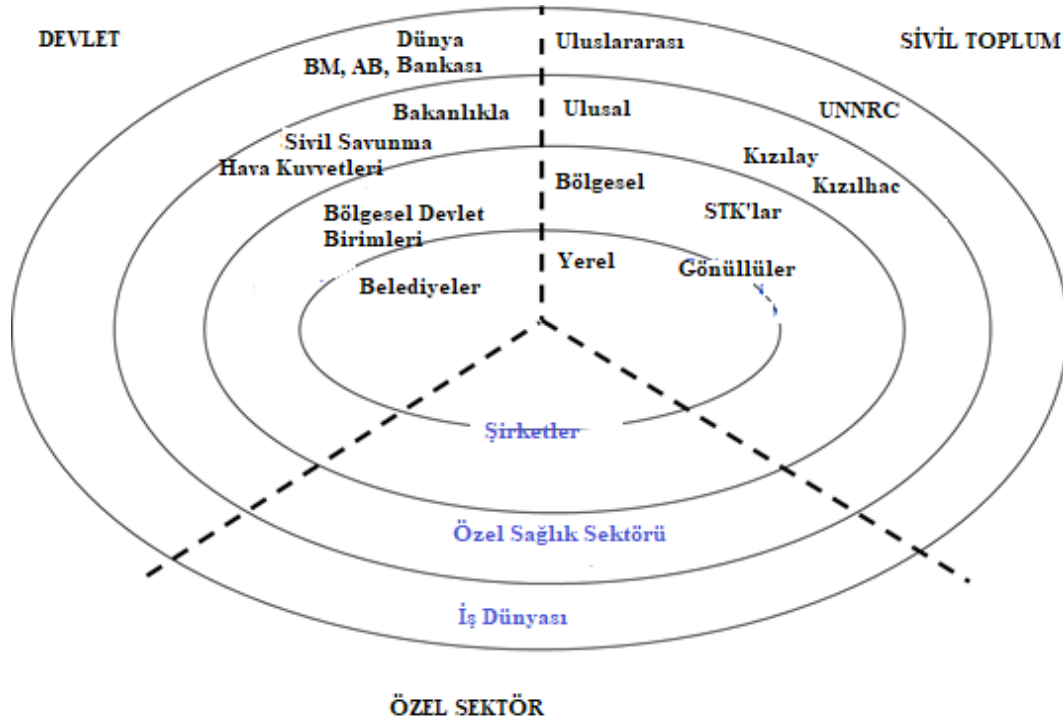 DEVLET
Dünya
BM, AB, Bankası
Uluslararası
SİVİL TOPLUM
Bakanlıkla
Ulusal
UNNRC
Sivil Savunma
Hava Kuvvetleri
Kızılay
Kızılhac
Bölgesel
Bölgesel Devlet
Birimleri
STK'lar
Yerel
Gönüllüler
Belediyeler
Şirketler
Özel Sağlık Sektörü
İş Dünyası
ÖZEL SEKTÖR